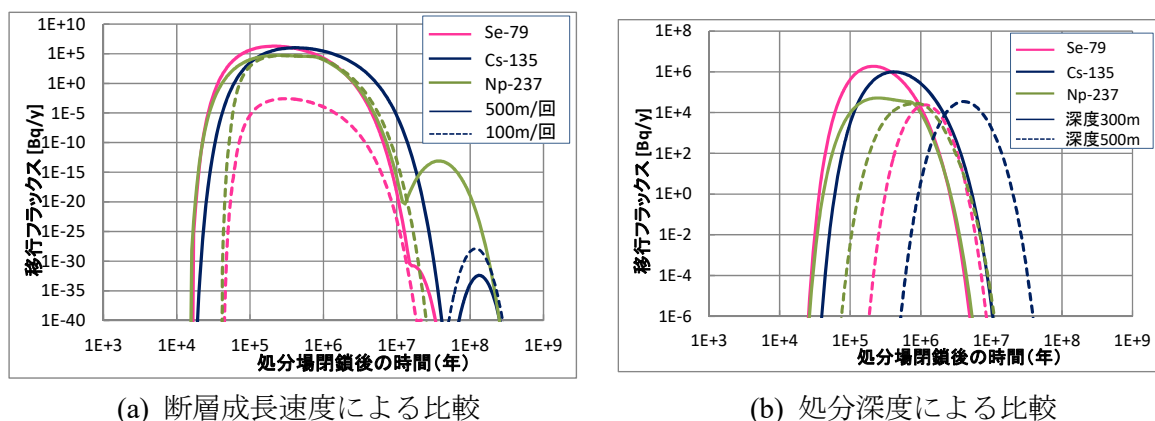 1E+10
1E+5
1E+0
1E-5
1E-10
1E-15
1E-20
1E-25
1E-30
1E-35
1E-40
移行フラックス [Bq/y]
1E+3 1E+4 1E+5 1E+6 1E+7 1E+8 1E+9
処分場閉鎖後の時間(年)
Se-79
Cs-135
Np-237
500m/回
100m/回
(a) 断層成長速度による比較
1E+8
1E+6
1E+4
1E+2
1E+0
1E-2
1E-4
1E-6
移行フラックス [Bq/y]
1E+3 1E+4 1E+5 1E+6 1E+7 1E+8 1E+9
処分場閉鎖後の時間(年)
Se-79
Cs-135
Np-237
深度300m
深度500m
(b) 処分深度による比較